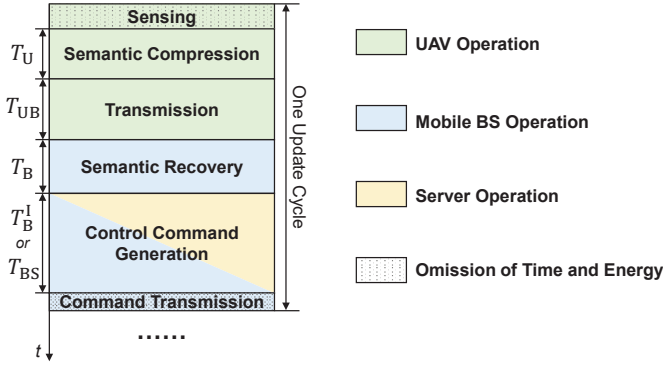 Sensing
T_U
Semantic Compression
T_UB
Transmission
T_B
Semantic Recovery
T_B^I
or
T_BS
Control Command
Generation
Command Transmission
......
t
One Update Cycle
UAV Operation
Mobile BS Operation
Server Operation
Omission of Time and Energy